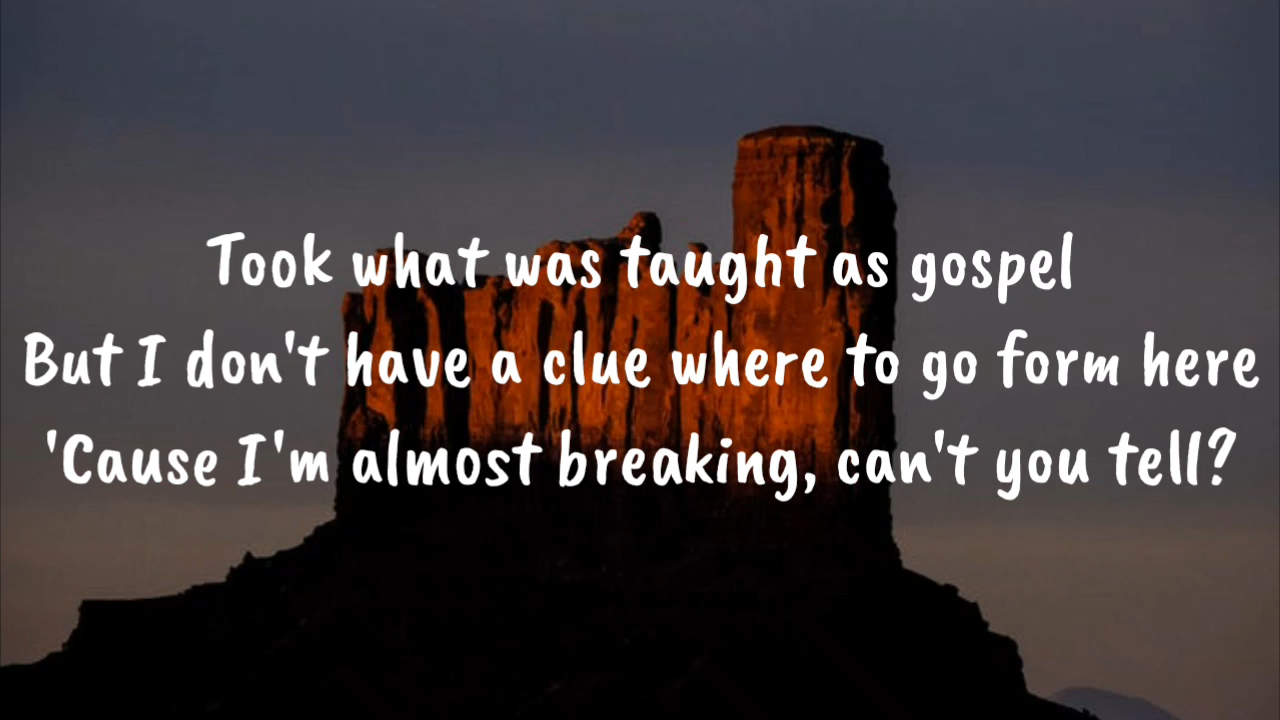 Took what was taught as gospel
But I don't have a clue where to go form here
'Cause I'm almost breaking, can't you tell?